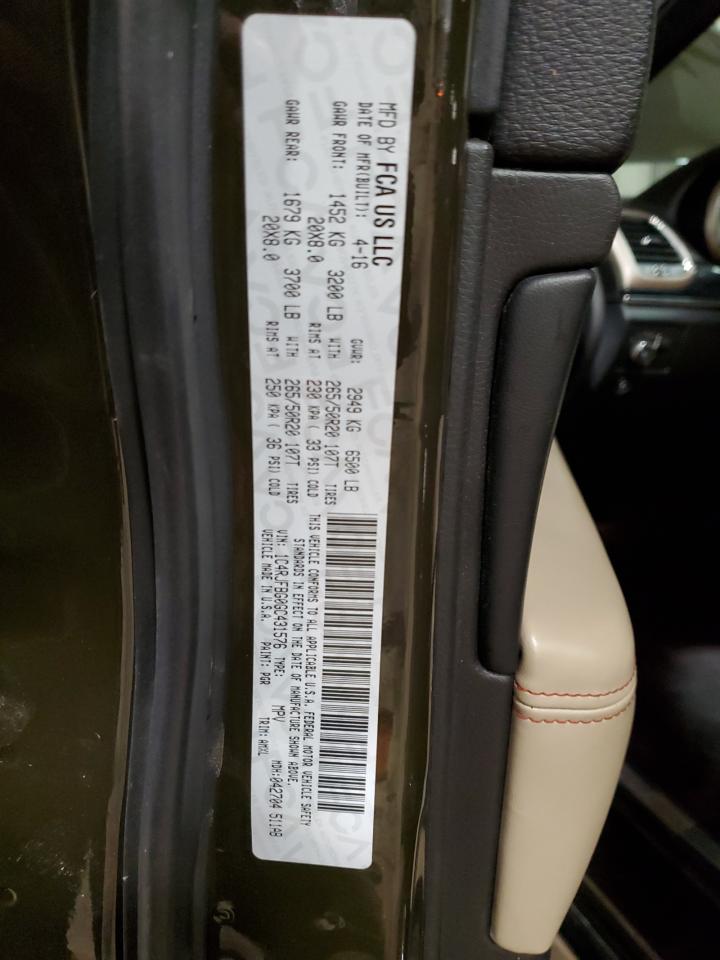 MFD BY FCA US LLC
DATE OF MFR(BUILT): 4-16 GVWR: 2949 KG 6500 LB
GAWR FRONT: 1452 KG 3200 LB WITH 265/50R20 107T TIRES
20X8.0 RIMS AT 230 KPA ( 33 PSI) COLD
GAWR REAR: 1679 KG 3700 LB WITH 265/50R20 107T TIRES
20X8.0 RIMS AT 250 KPA ( 36 PSI) COLD
THIS VEHICLE CONFORMS TO ALL APPLICABLE U.S.A. FEDERAL MOTOR VEHICLE SAFETY
STANDARDS IN EFFECT ON THE DATE OF MANUFACTURE SHOWN ABOVE.
VIN: 1C4RJFBG0GC431576 TYPE: MPV MDH:042704 511AB
VEHICLE MADE IN U.S.A. PAINT: PGR TRIM: AMXL